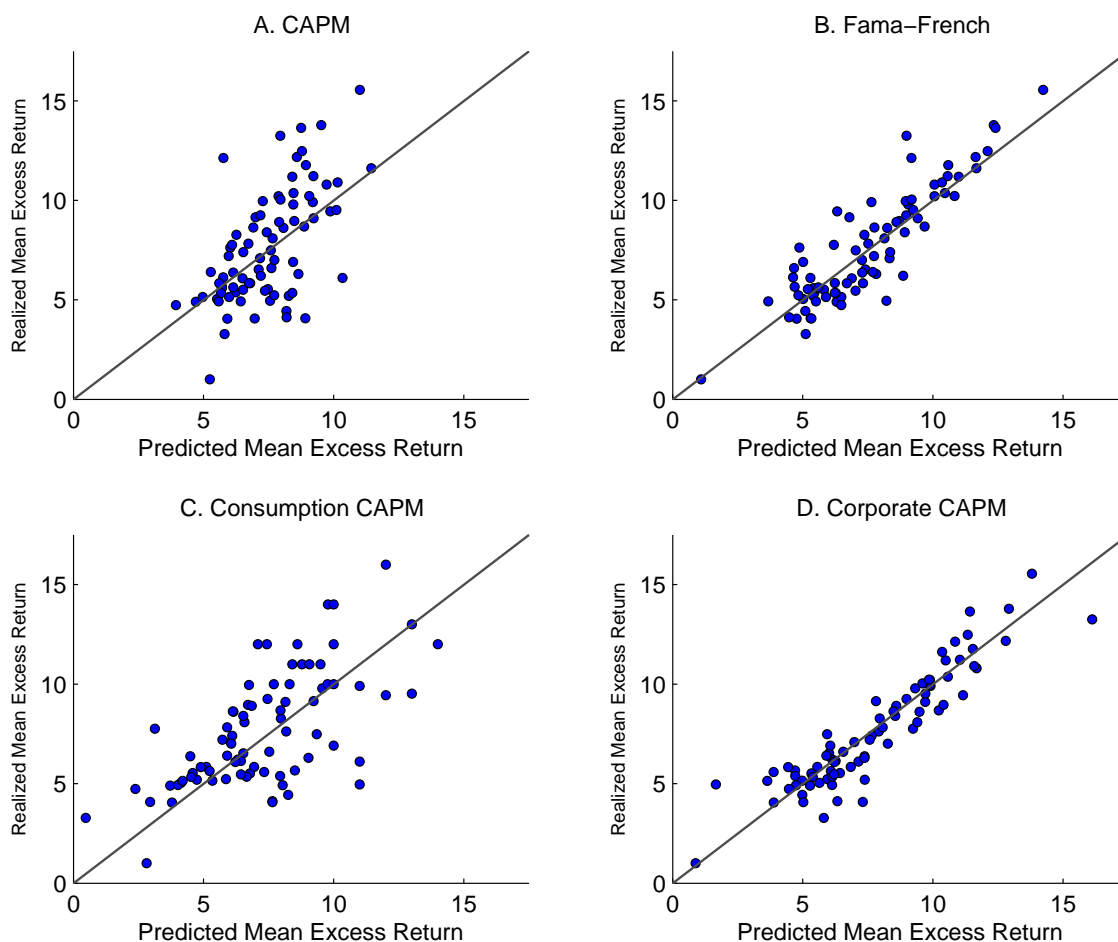 A. CAPM
Realized Mean Excess Return
15
10
5
0
0 5 10 15
Predicted Mean Excess Return
B. Fama−French
Realized Mean Excess Return
15
10
5
0
0 5 10 15
Predicted Mean Excess Return
C. Consumption CAPM
Realized Mean Excess Return
15
10
5
0
0 5 10 15
Predicted Mean Excess Return
D. Corporate CAPM
Realized Mean Excess Return
15
10
5
0
0 5 10 15
Predicted Mean Excess Return